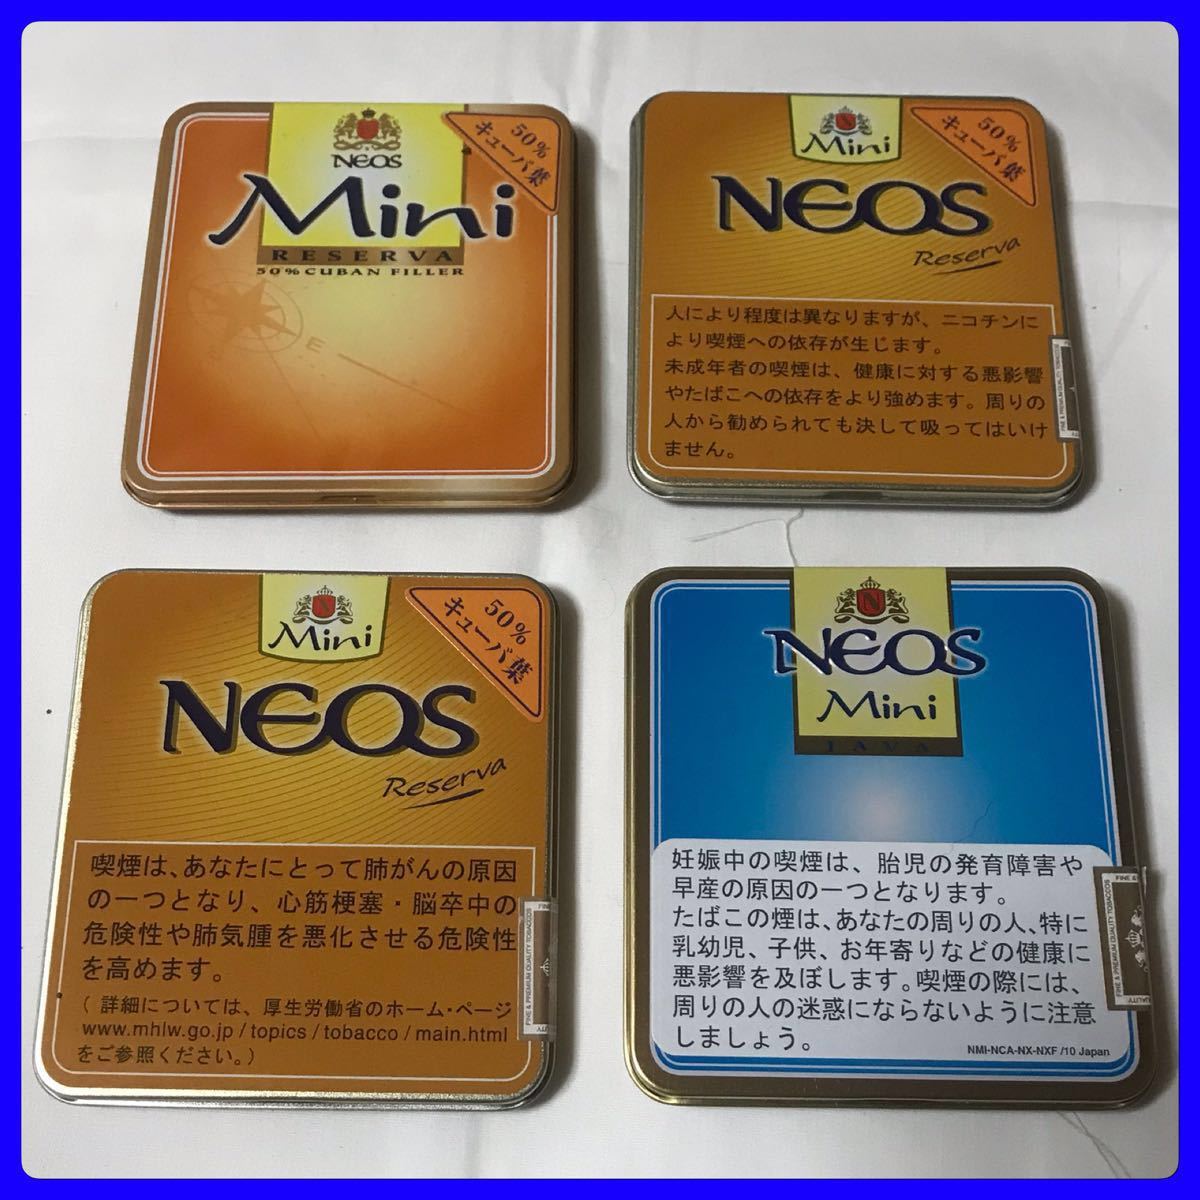 NEOS
Mini
RESERVA
50% CUBAN FILLER
50%
キューバ葉
E
Mini
NEOS
Reserva
50%
キューバ葉
人により程度は異なりますが、ニコチンに
より喫煙への依存が生じます。
未成年者の喫煙は、健康に対する悪影響
やたばこへの依存をより強めます。周りの
人から勧められても決して吸ってはいけ
ません。
Mini
NEOS
Reserva
50%
キューバ葉
喫煙は、あなたにとって肺がんの原因
の一つとなり、心筋梗塞・脳卒中の
危険性や肺気腫を悪化させる危険性
を高めます。
( 詳細については、厚生労働省のホーム・ページ
www.mhlw.go.jp / topics / tobacco / main.html
をご参照ください。)
N
NEOS
Mini
JAVA
妊娠中の喫煙は、胎児の発育障害や
早産の原因の一つとなります。
たばこの煙は、あなたの周りの人、特に
乳幼児、子供、お年寄りなどの健康に
悪影響を及ぼします。喫煙の際には、
周りの人の迷惑にならないように注意
しましょう。
NMI-NCA-NX-NXF /10 Japan
FINE & PREMIUM QUALITY TOBACCOS